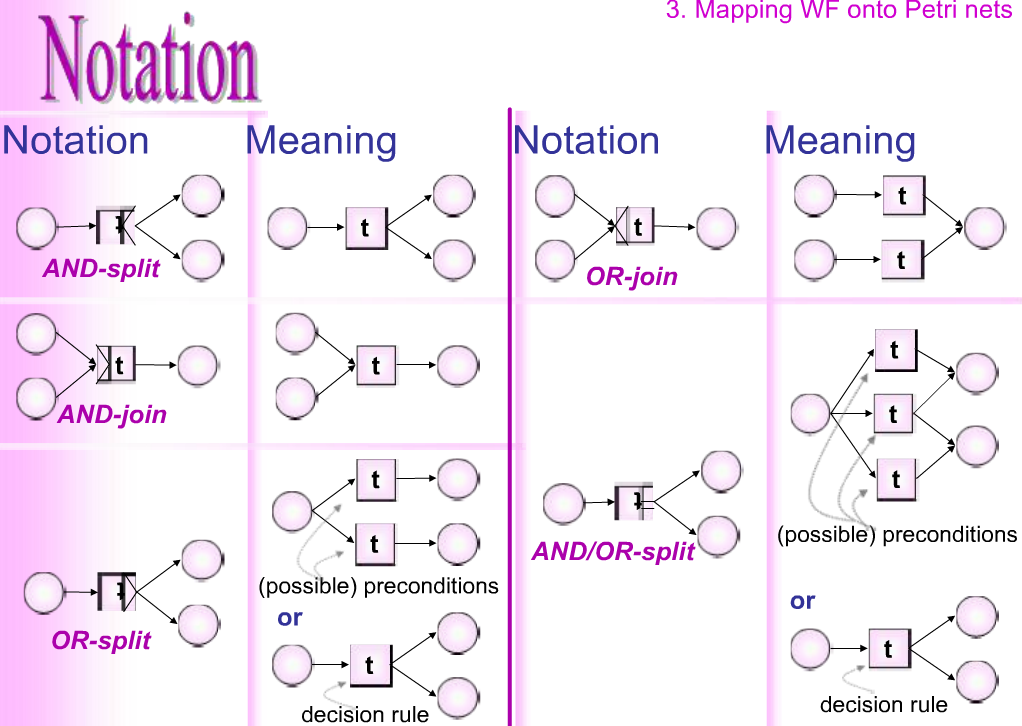 3. Mapping WF onto Petri nets
Notation
Notation
Meaning
Notation
Meaning
t
t
AND-split
t
t
t
OR-join
t
t
AND-join
t
t
(possible) preconditions
or
t
OR-split
t
decision rule
t
t
t
t
AND/OR-split
(possible) preconditions
or
t
decision rule